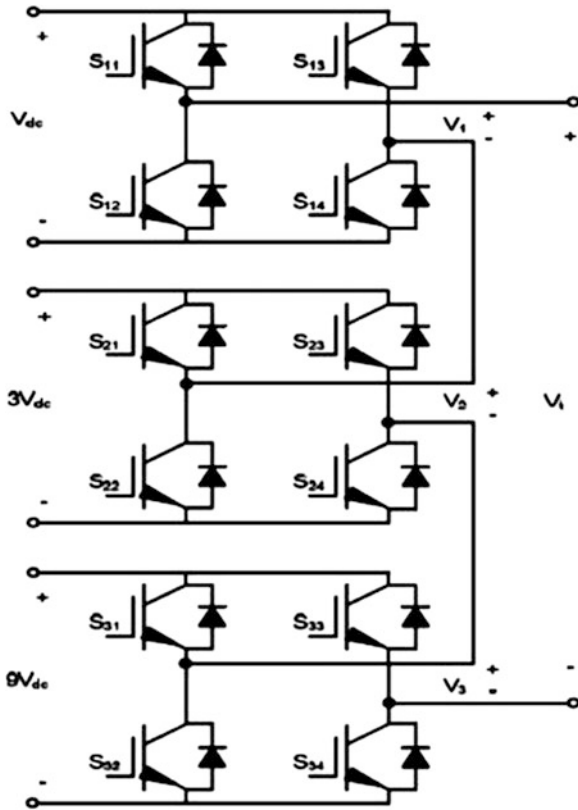 +
S11 S13
Vdc V1 + -
+
S12 S14
-
+
S21 S23
3Vdc V2 + - Vt
S22 S24
-
+
S31 S33
9Vdc V3 + - -
S32 S34
-